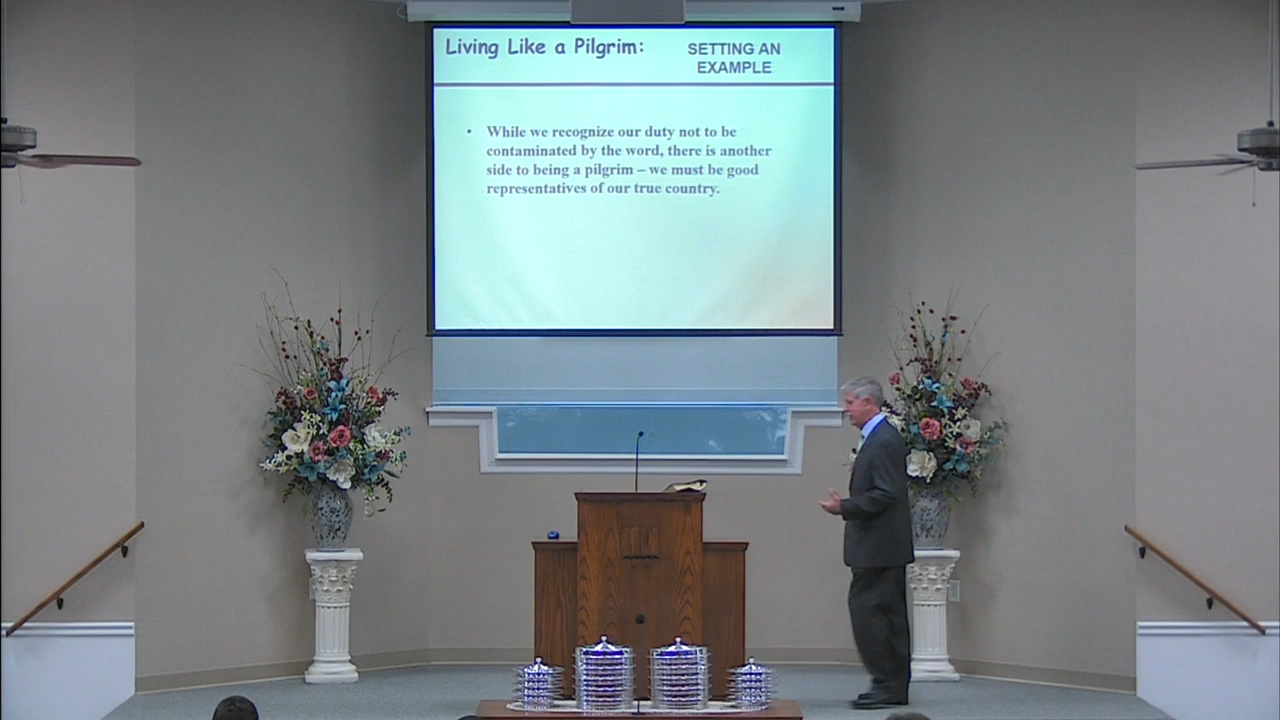 Living Like a Pilgrim:
SETTING AN
EXAMPLE
• While we recognize our duty not to be
contaminated by the word, there is another
side to being a pilgrim – we must be good
representatives of our true country.